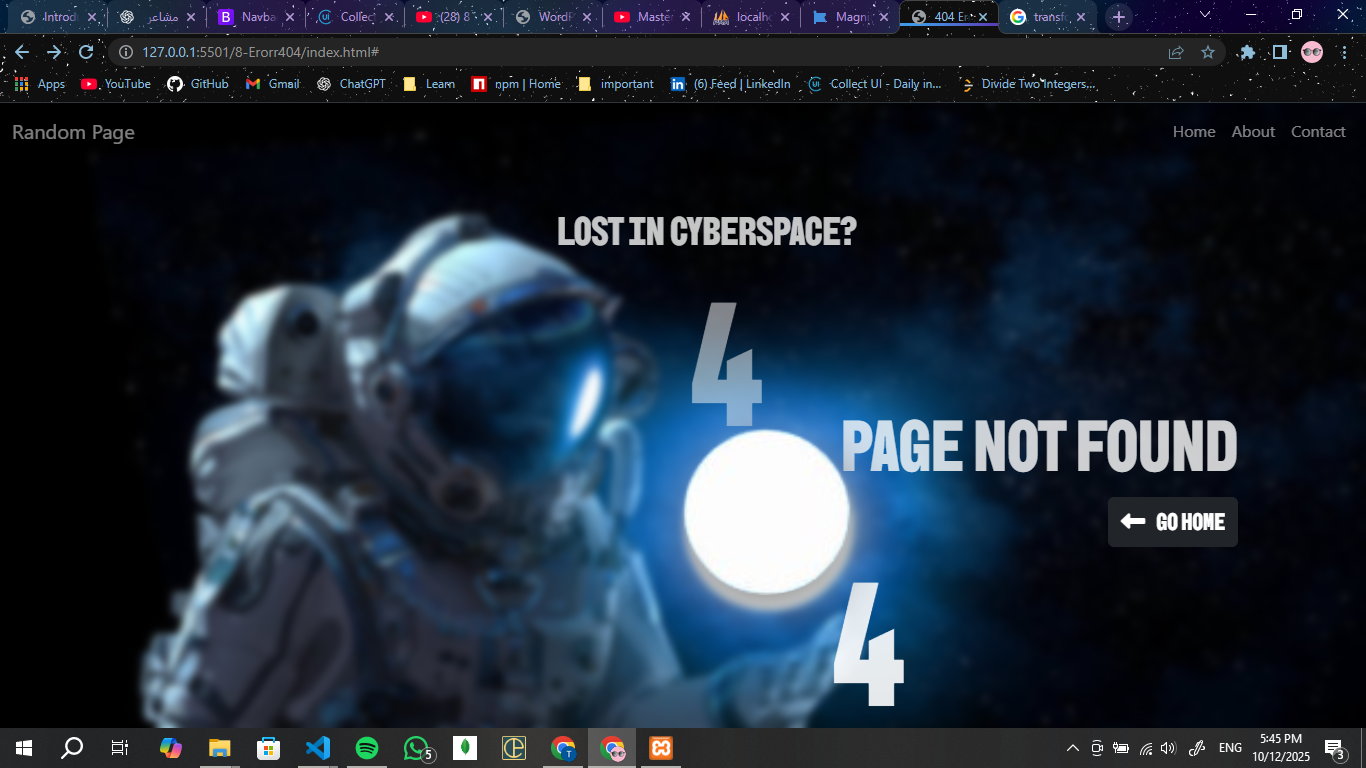 Introd
مشاعر
Navba
Collec
(28) 8
WordP
Master
localho
Magni
404 Er
transfo
127.0.0.1:5501/8-Erorr404/index.html#
Apps
YouTube
GitHub
Gmail
ChatGPT
Learn
npm | Home
important
(6) Feed | LinkedIn
Collect UI - Daily in...
Divide Two Integers...
Random Page
Home
About
Contact
LOST IN CYBERSPACE?
4
PAGE NOT FOUND
GO HOME
4
5
T
ENG
5:45 PM
10/12/2025
3